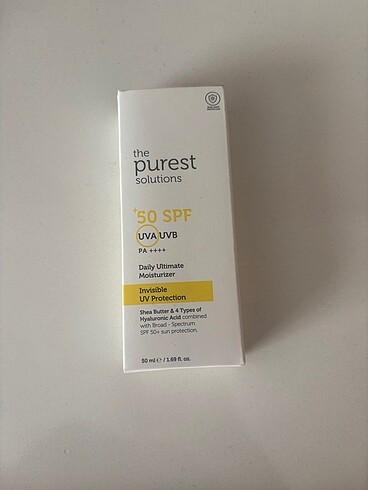 the
purest
solutions
+50 SPF
UVA UVB
PA ++++
Daily Ultimate
Moisturizer
Invisible
UV Protection
Shea Butter & 4 Types of
Hyaluronic Acid combined
with Broad - Spectrum
SPF 50+ sun protection.
50 ml ℮ / 1.69 fl. oz.